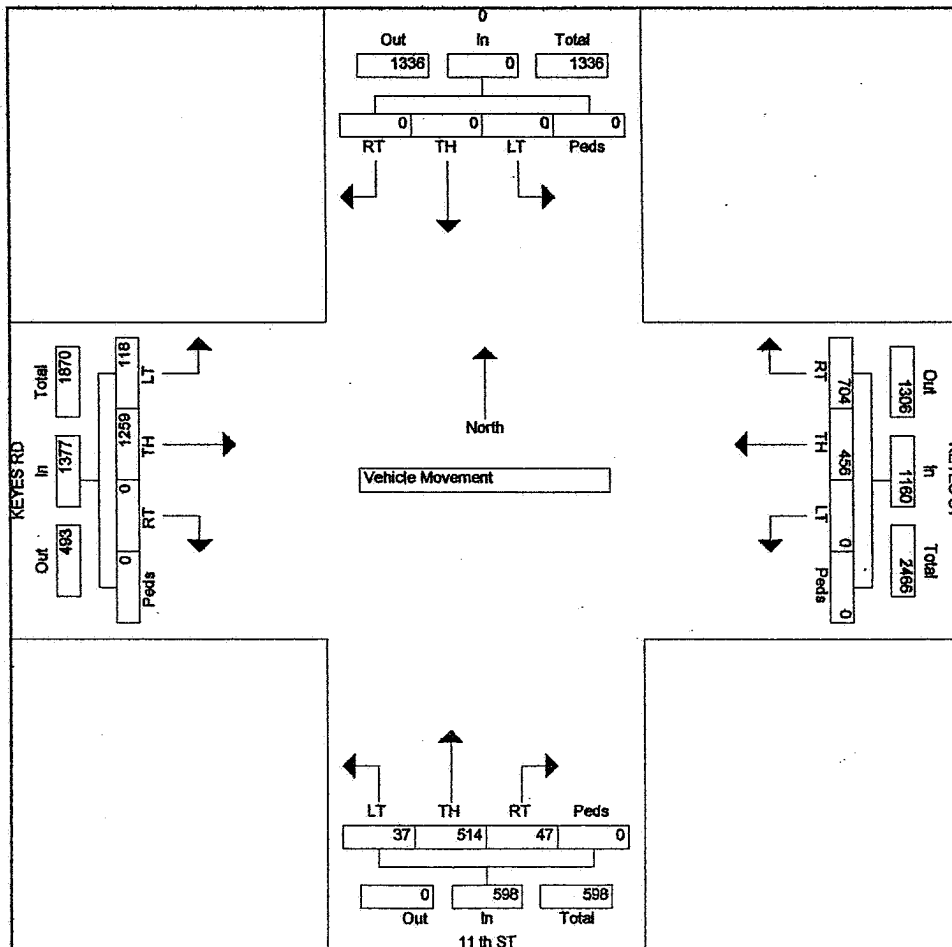 0
Out In Total
1336 0 1336
0 0 0 0
RT TH LT Peds
KEYES RD
Total In Out
1870 1377 493
118 1259 0 0
LT TH RT Peds
North
Vehicle Movement
RT TH LT Peds
704 456 0 0
1306 1160 2466
Out In Total
LT TH RT Peds
37 514 47 0
0 598 598
Out In Total
11 th ST